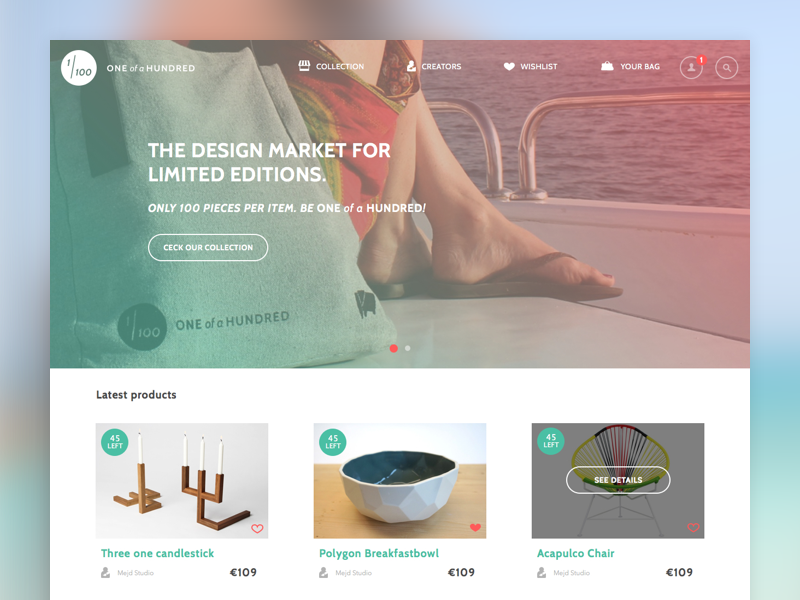 1/100
ONE of a HUNDRED
COLLECTION
CREATORS
WISHLIST
YOUR BAG
1
THE DESIGN MARKET FOR
LIMITED EDITIONS.
ONLY 100 PIECES PER ITEM. BE ONE of a HUNDRED!
CECK OUR COLLECTION
1/100
ONE of a HUNDRED
Latest products
45
LEFT
45
LEFT
45
LEFT
SEE DETAILS
Three one candlestick
Polygon Breakfastbowl
Acapulco Chair
Mejd Studio
€109
Mejd Studio
€109
Mejd Studio
€109